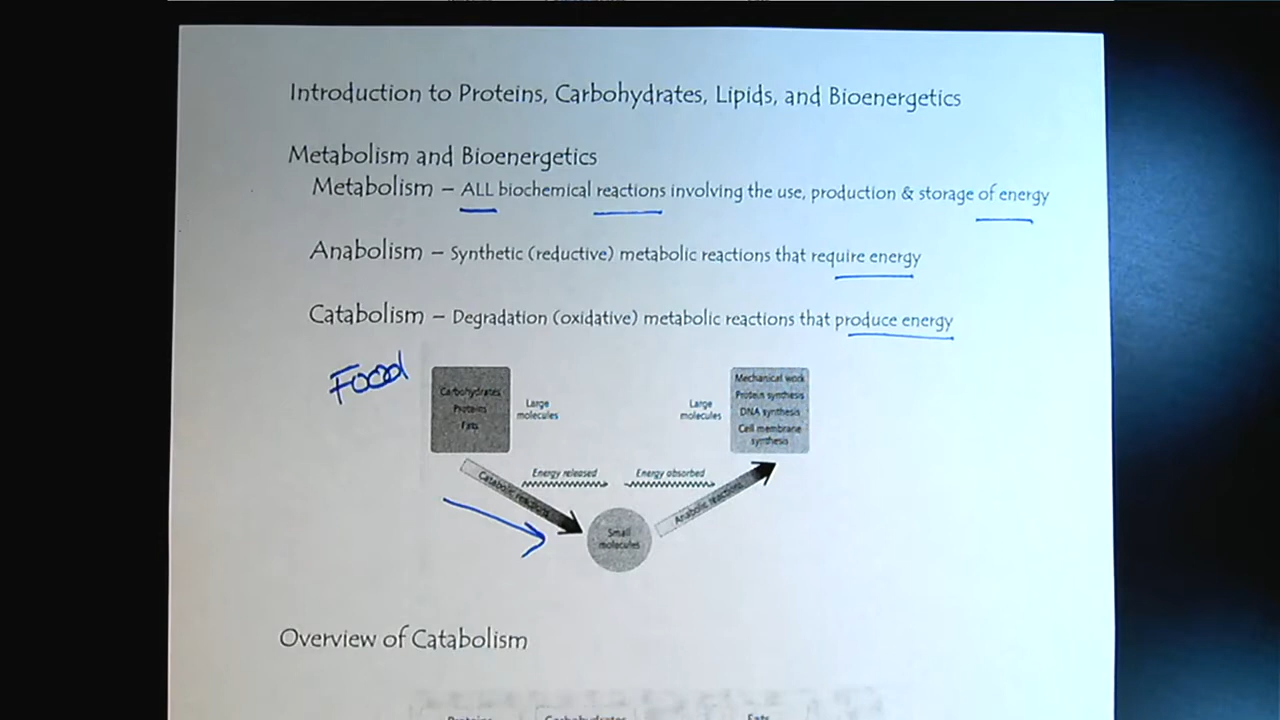 Introduction to Proteins, Carbohydrates, Lipids, and Bioenergetics
Metabolism and Bioenergetics
Metabolism – ALL biochemical reactions involving the use, production & storage of energy
Anabolism – Synthetic (reductive) metabolic reactions that require energy
Catabolism – Degradation (oxidative) metabolic reactions that produce energy
Food
Carbohydrates
Proteins
Fats
Large
molecules
Large
molecules
Mechanical work
Protein synthesis
DNA synthesis
Cell membrane
synthesis
Energy released
Energy absorbed
Catabolic reactions
Anabolic reactions
Small
molecules
Overview of Catabolism
Proteins Carbohydrates Fats